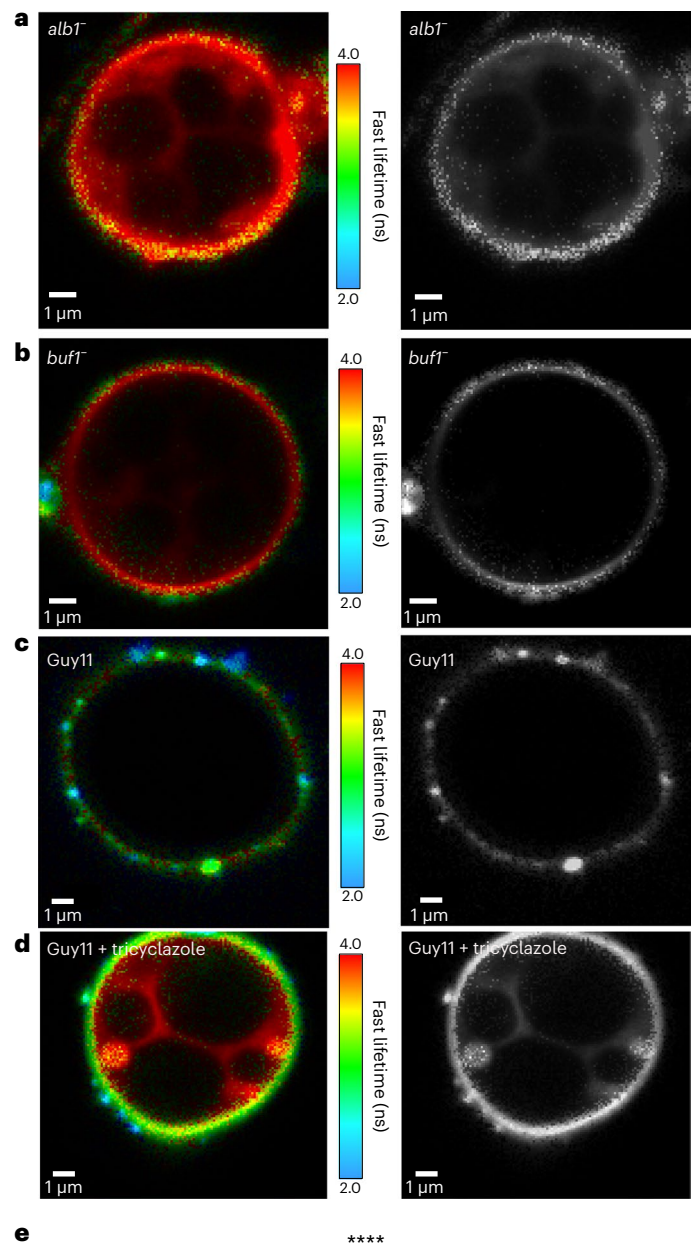 a
alb1⁻
4.0
Fast lifetime (ns)
2.0
1 µm
alb1⁻
1 µm
b
buf1⁻
4.0
Fast lifetime (ns)
2.0
1 µm
buf1⁻
1 µm
c
Guy11
4.0
Fast lifetime (ns)
2.0
1 µm
Guy11
1 µm
d
Guy11 + tricyclazole
4.0
Fast lifetime (ns)
2.0
1 µm
Guy11 + tricyclazole
1 µm
e
****